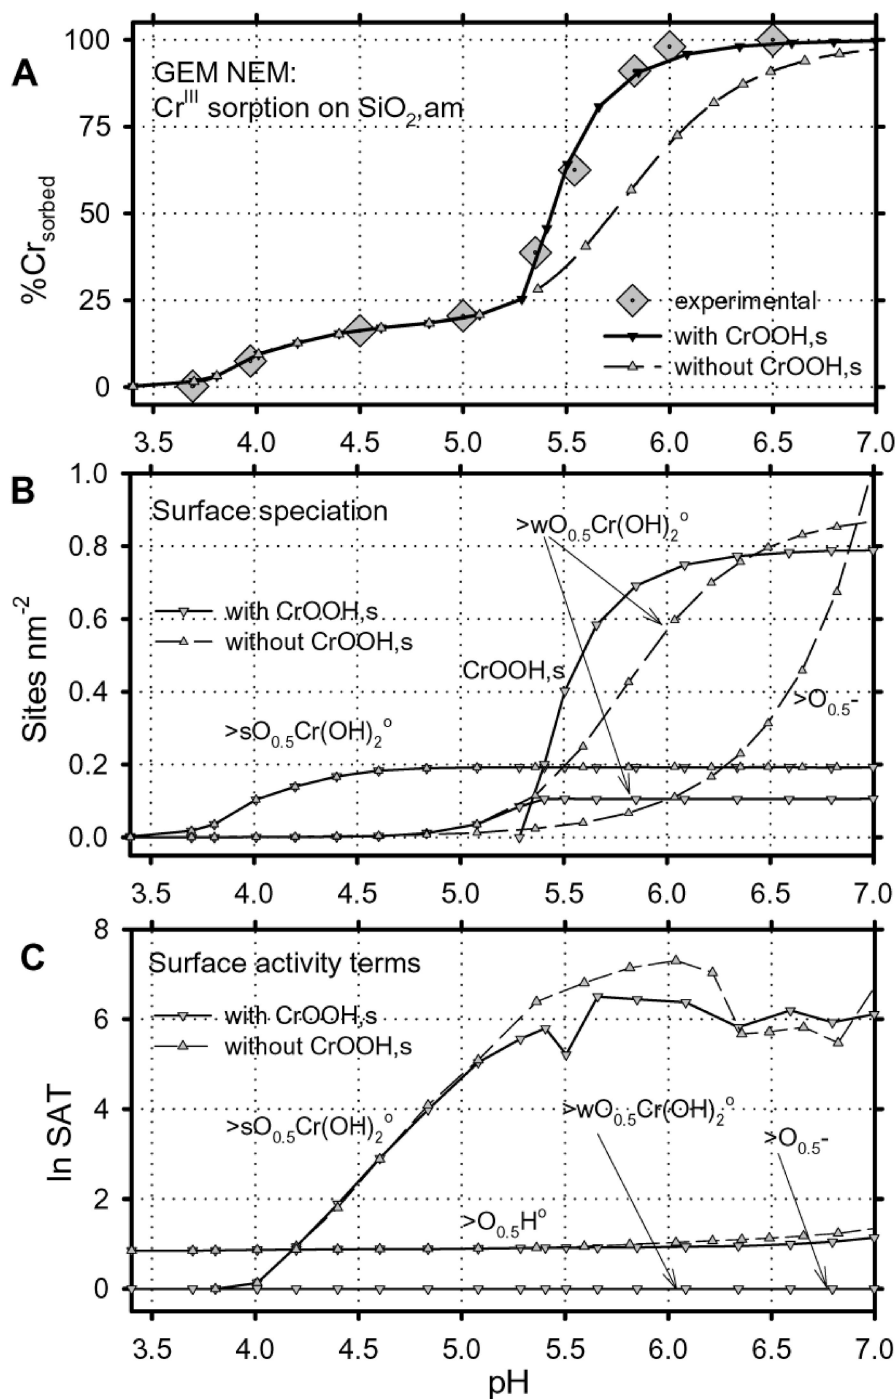 A
GEM NEM:
Cr^III sorption on SiO₂,am
%Cr_sorbed
100
75
50
25
0
experimental
with CrOOH,s
without CrOOH,s
3.5 4.0 4.5 5.0 5.5 6.0 6.5 7.0
B
Surface speciation
Sites nm⁻²
1.0
0.8
0.6
0.4
0.2
0.0
>wO₀.₅Cr(OH)₂°
with CrOOH,s
without CrOOH,s
CrOOH,s
>O₀.₅-
>sO₀.₅Cr(OH)₂°
3.5 4.0 4.5 5.0 5.5 6.0 6.5 7.0
C
Surface activity terms
ln SAT
8
6
4
2
0
with CrOOH,s
without CrOOH,s
>sO₀.₅Cr(OH)₂°
>wO₀.₅Cr(OH)₂°
>O₀.₅-
>O₀.₅H°
3.5 4.0 4.5 5.0 5.5 6.0 6.5 7.0
pH